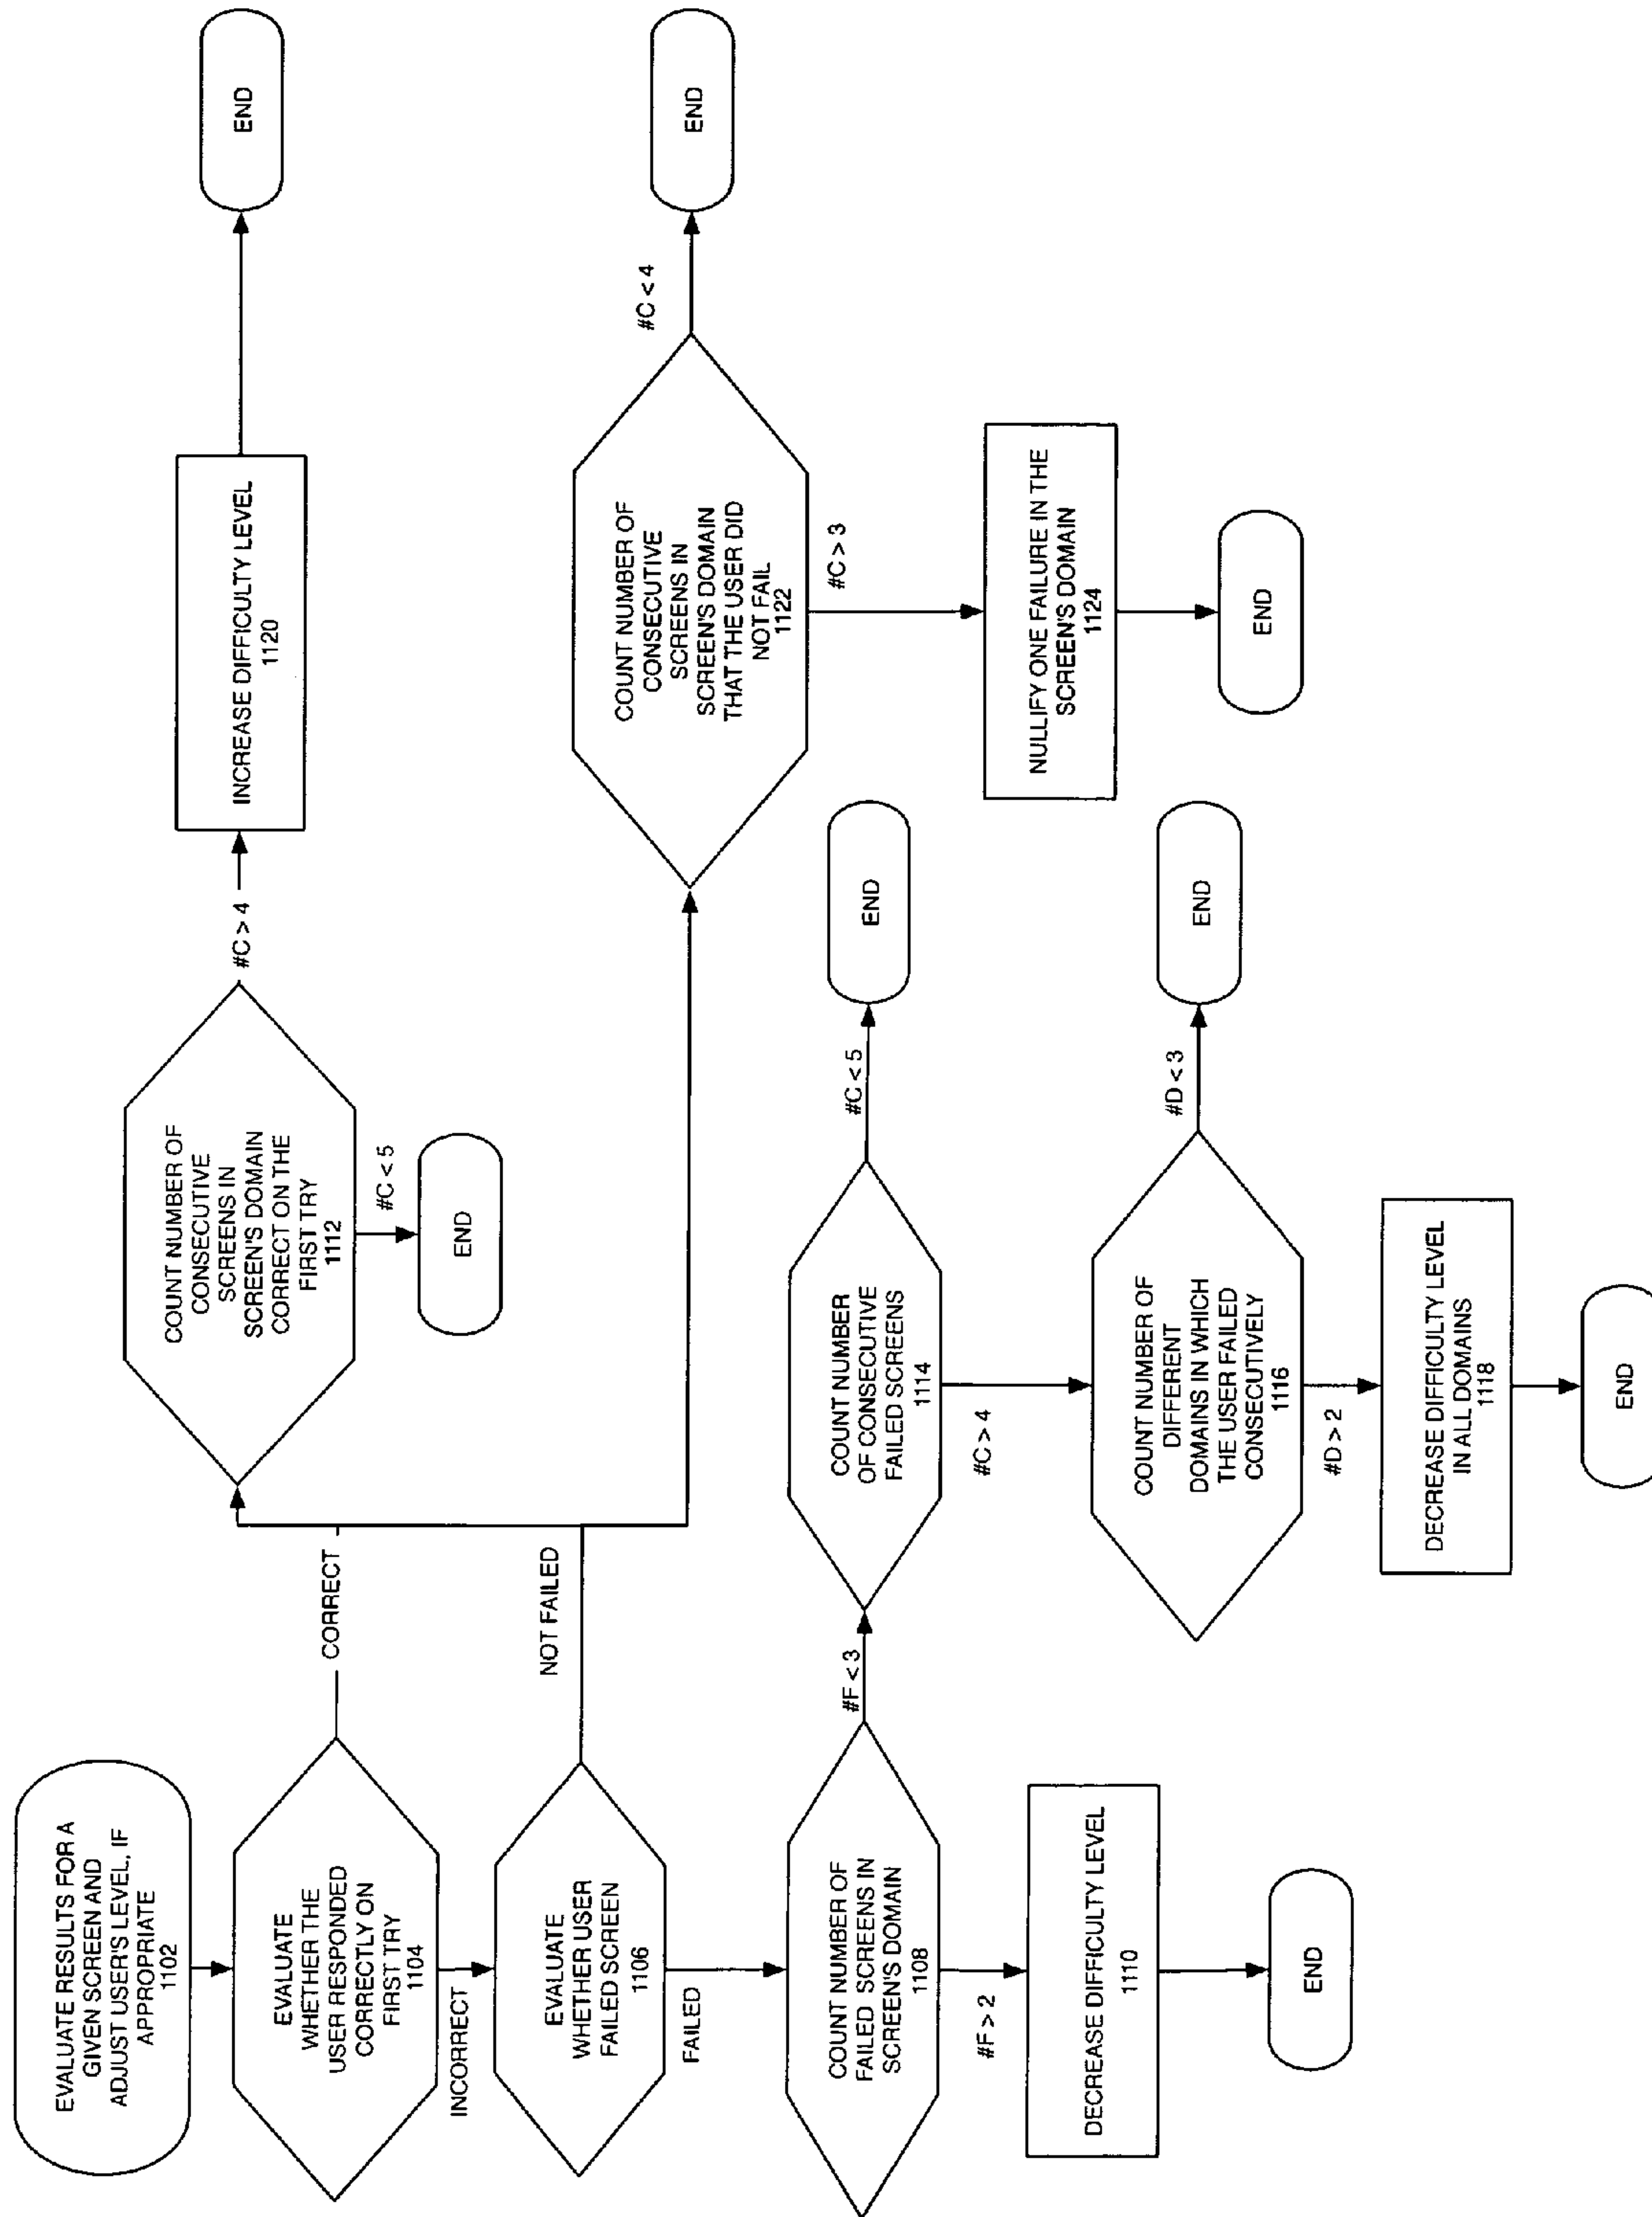 EVALUATE RESULTS FOR A
GIVEN SCREEN AND
ADJUST USER'S LEVEL, IF
APPROPRIATE
1102
EVALUATE
WHETHER THE
USER RESPONDED
CORRECTLY ON
FIRST TRY
1104
CORRECT
INCORRECT
EVALUATE
WHETHER USER
FAILED SCREEN
1106
NOT FAILED
FAILED
COUNT NUMBER OF
FAILED SCREENS IN
SCREEN'S DOMAIN
1108
#F < 3
#F > 2
DECREASE DIFFICULTY LEVEL
1110
END
COUNT NUMBER OF
CONSECUTIVE
SCREENS IN
SCREEN'S DOMAIN
CORRECT ON THE
FIRST TRY
1112
#C > 4
#C < 5
END
INCREASE DIFFICULTY LEVEL
1120
END
COUNT NUMBER
OF CONSECUTIVE
FAILED SCREENS
1114
#C < 5
END
#C > 4
COUNT NUMBER OF
DIFFERENT
DOMAINS IN WHICH
THE USER FAILED
CONSECUTIVELY
1116
#D < 3
END
#D > 2
DECREASE DIFFICULTY LEVEL
IN ALL DOMAINS
1118
END
COUNT NUMBER OF
CONSECUTIVE
SCREENS IN
SCREEN'S DOMAIN
THAT THE USER DID
NOT FAIL
1122
#C < 4
END
#C > 3
NULLIFY ONE FAILURE IN THE
SCREEN'S DOMAIN
1124
END